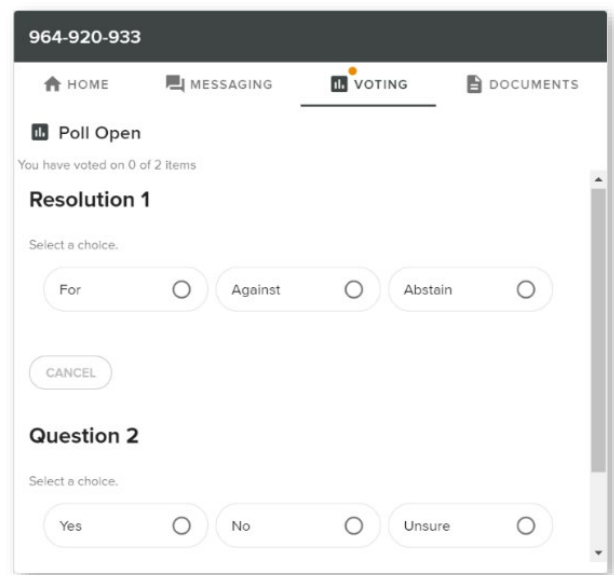 964-920-933
HOME MESSAGING VOTING DOCUMENTS
Poll Open
You have voted on 0 of 2 items
Resolution 1
Select a choice.
For Against Abstain
CANCEL
Question 2
Select a choice.
Yes No Unsure